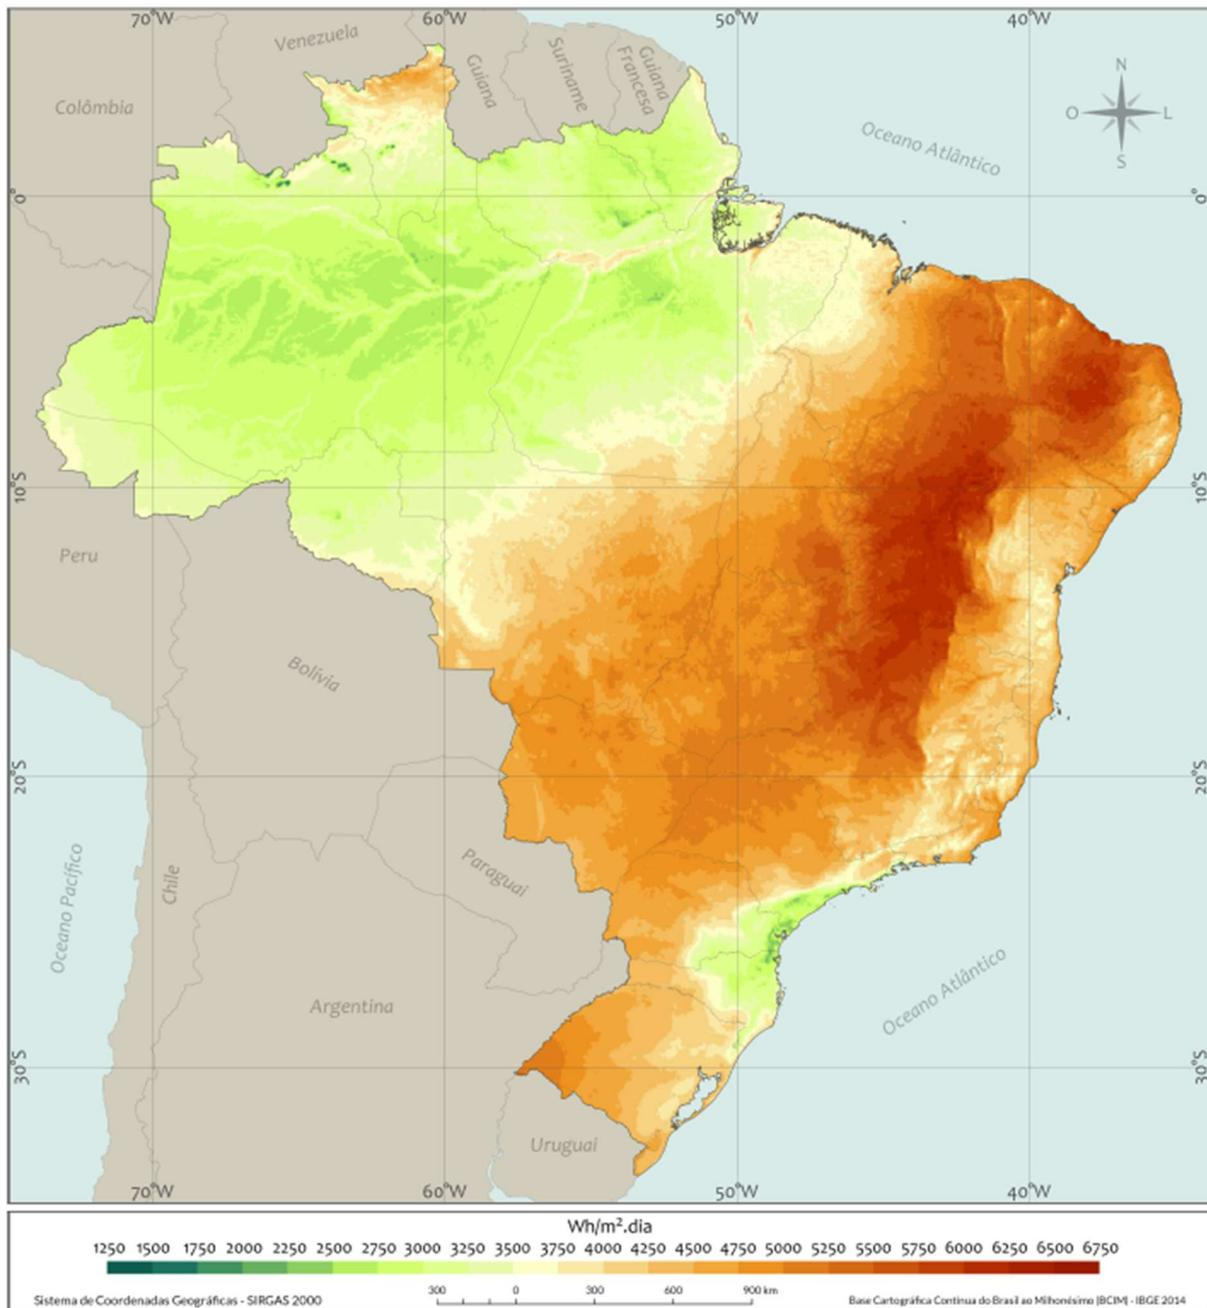 70°W 60°W 50°W 40°W
Venezuela
Guiana
Suriname
Guiana
Francesa
Colômbia
N
O L
S
Oceano Atlântico
0° 0°
10°S 10°S
Peru
Bolívia
20°S 20°S
Paraguai
Oceano Pacífico
Chile
Argentina
Oceano Atlântico
30°S 30°S
Uruguai
70°W 60°W 50°W 40°W
Wh/m².dia
1250 1500 1750 2000 2250 2500 2750 3000 3250 3500 3750 4000 4250 4500 4750 5000 5250 5500 5750 6000 6250 6500 6750
300 0 300 600 900 km
Sistema de Coordenadas Geográficas - SIRGAS 2000
Base Cartográfica Contínua do Brasil ao Milhonésimo |BCIM| - IBGE 2014